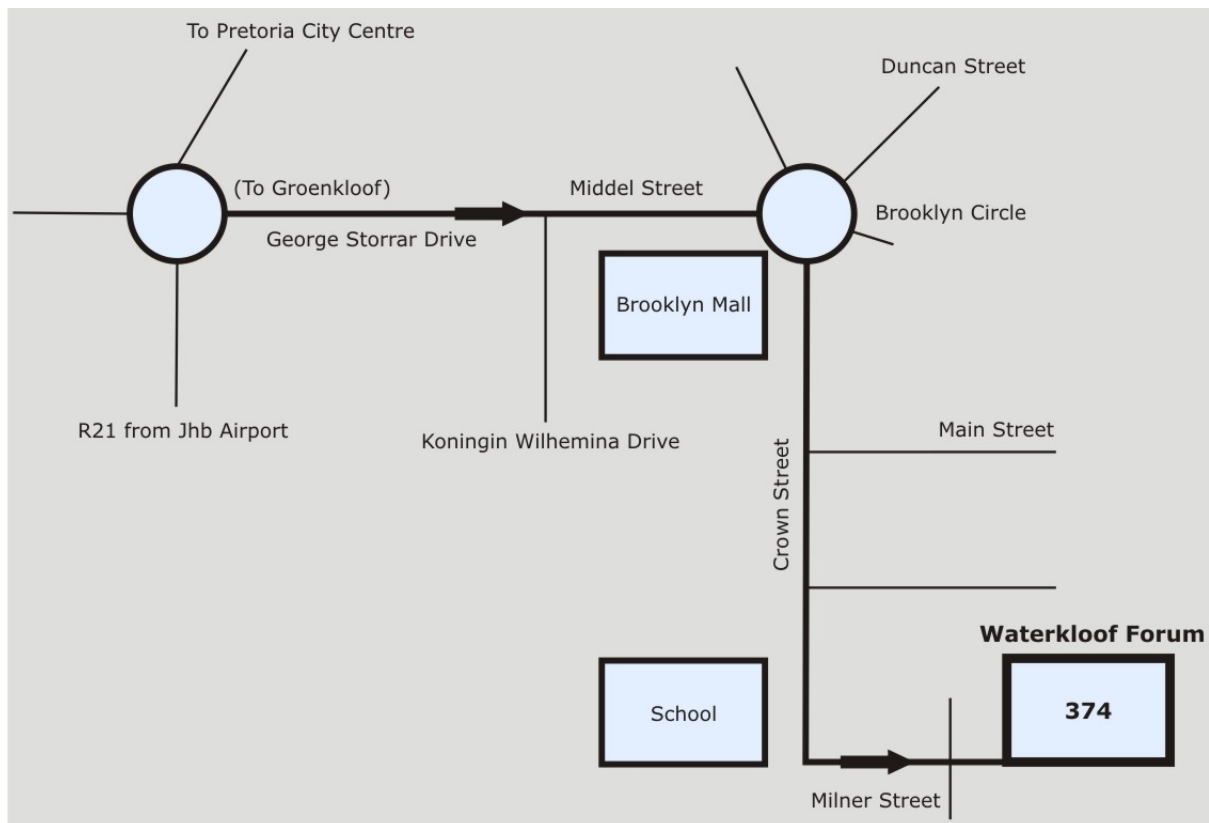 To Pretoria City Centre
Duncan Street
(To Groenkloof)
Middel Street
George Storrar Drive
Brooklyn Circle
Brooklyn Mall
R21 from Jhb Airport
Koningin Wilhemina Drive
Main Street
Crown Street
Waterkloof Forum
School
374
Milner Street